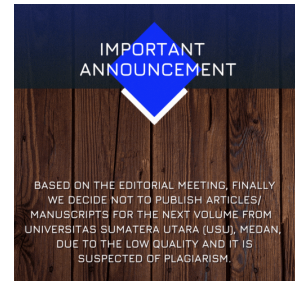 IMPORTANT
ANNOUNCEMENT
BASED ON THE EDITORIAL MEETING, FINALLY
WE DECIDE NOT TO PUBLISH ARTICLES/
MANUSCRIPTS FOR THE NEXT VOLUME FROM
UNIVERSITAS SUMATERA UTARA (USU), MEDAN,
DUE TO THE LOW QUALITY AND IT IS
SUSPECTED OF PLAGIARISM.